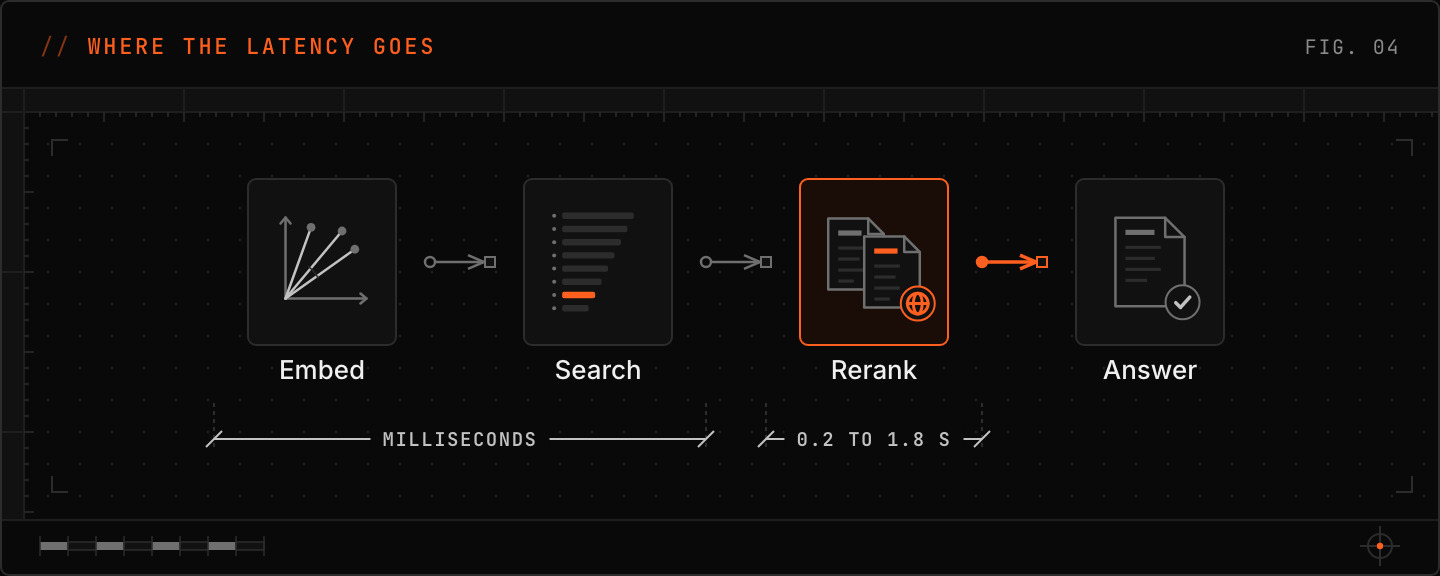 // WHERE THE LATENCY GOES
FIG. 04
Embed
Search
Rerank
Answer
MILLISECONDS
0.2 TO 1.8 S